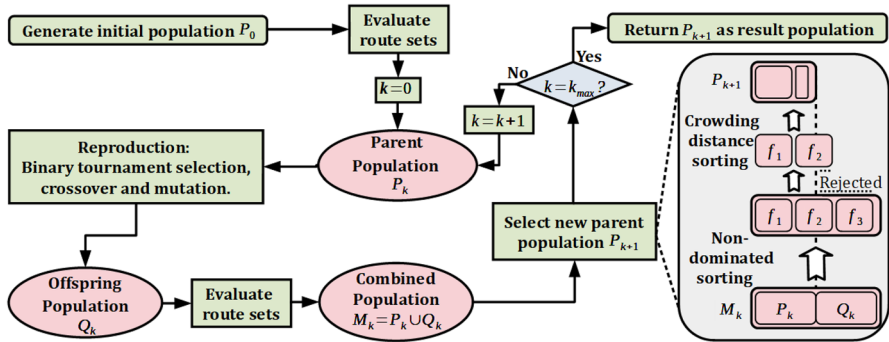 Generate initial population P₀
Evaluate
route sets
k=0
Parent
Population
Pₖ
Reproduction:
Binary tournament selection,
crossover and mutation.
Offspring
Population
Qₖ
Evaluate
route sets
Combined
Population
Mₖ=Pₖ∪Qₖ
Select new parent
population Pₖ₊₁
k=kₘₐₓ?
No
k=k+1
Yes
Return Pₖ₊₁ as result population
Pₖ₊₁
Crowding
distance
sorting
f₁ f₂
Rejected
f₁ f₂ f₃
Non-
dominated
sorting
Mₖ Pₖ Qₖ